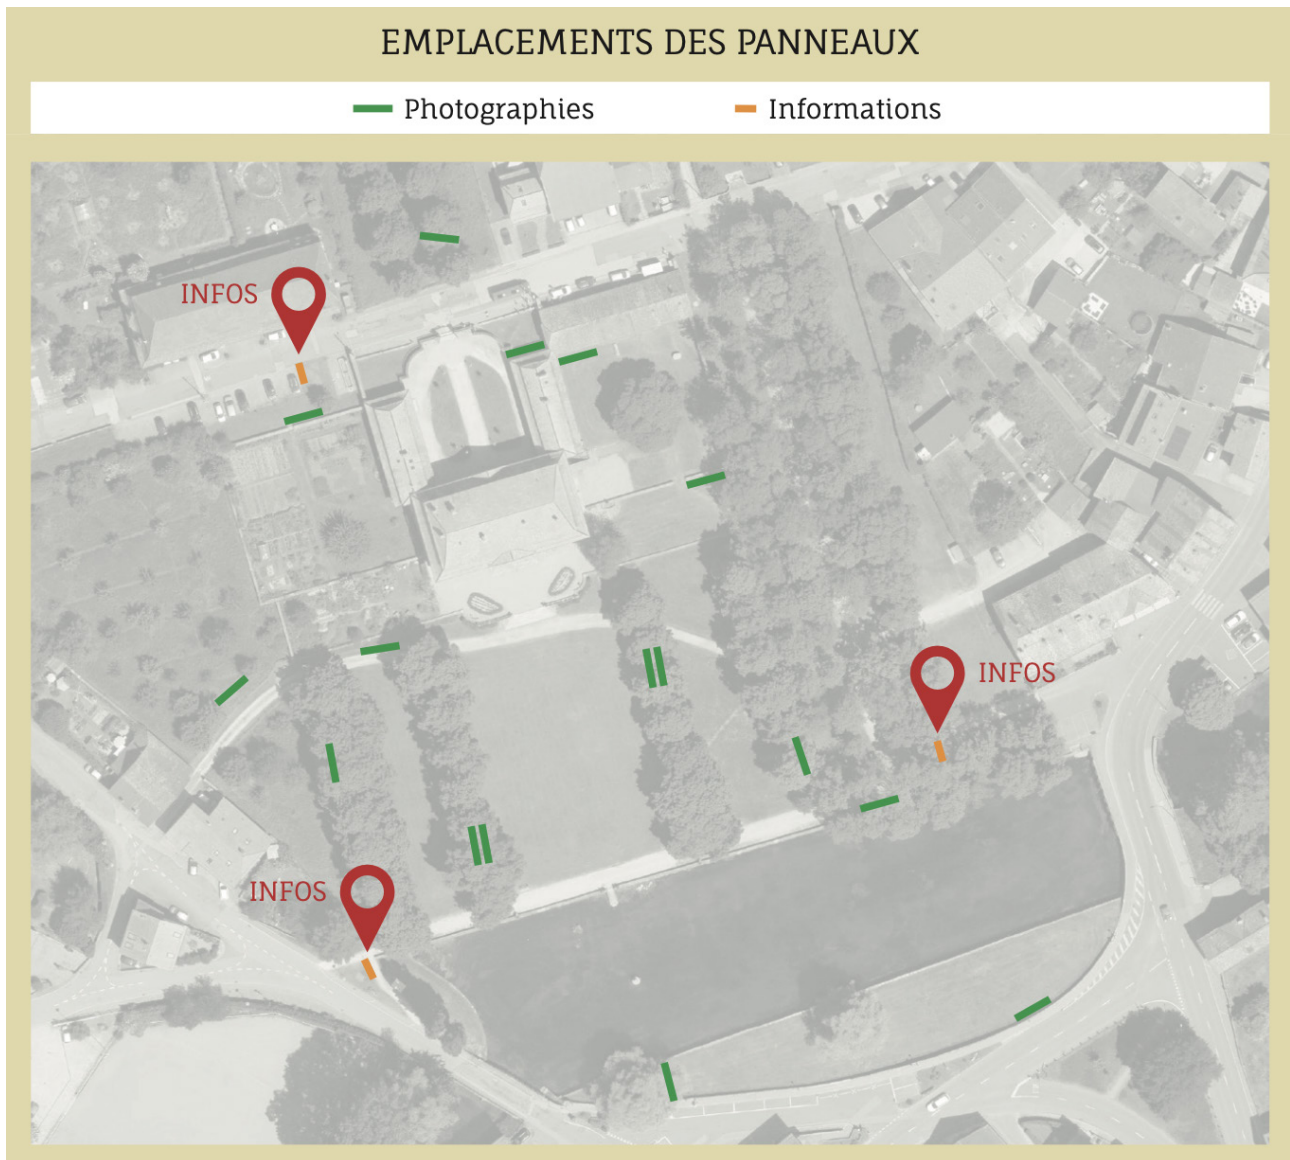 EMPLACEMENTS DES PANNEAUX
Photographies
Informations
INFOS
INFOS
INFOS